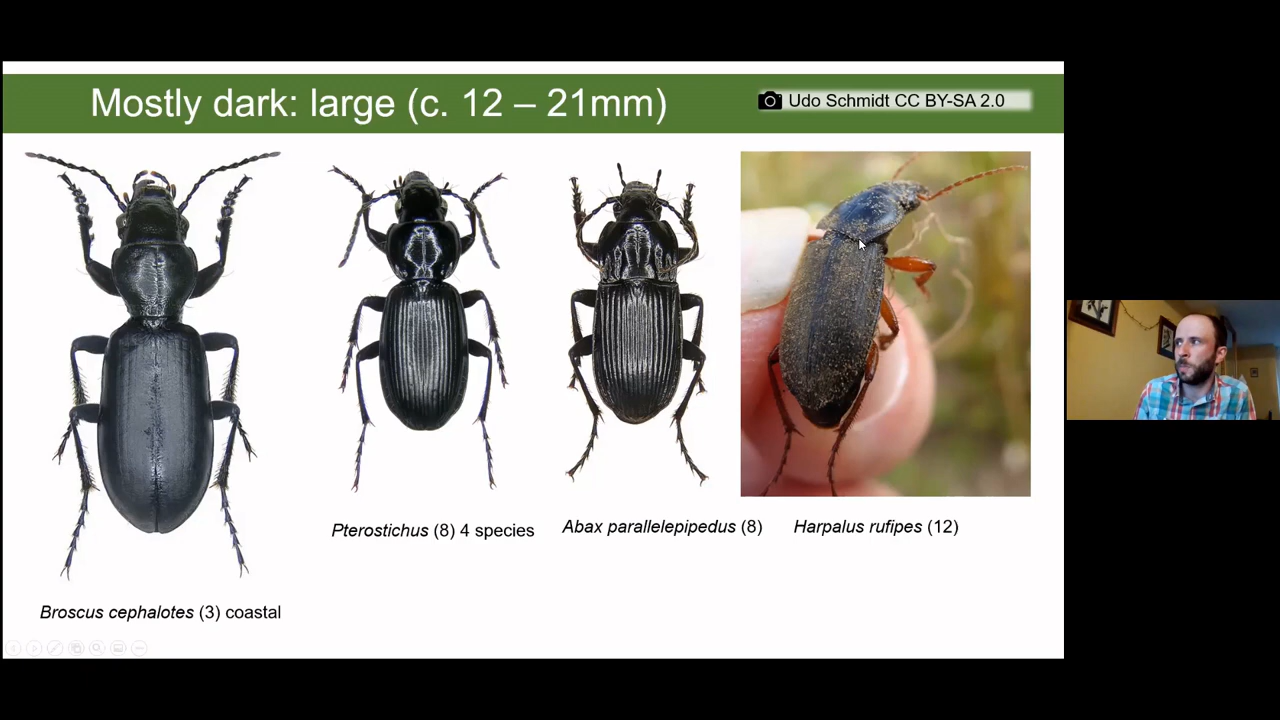 Mostly dark: large (c. 12 – 21mm)
Udo Schmidt CC BY-SA 2.0
Pterostichus (8) 4 species
Abax parallelepipedus (8)
Harpalus rufipes (12)
Broscus cephalotes (3) coastal